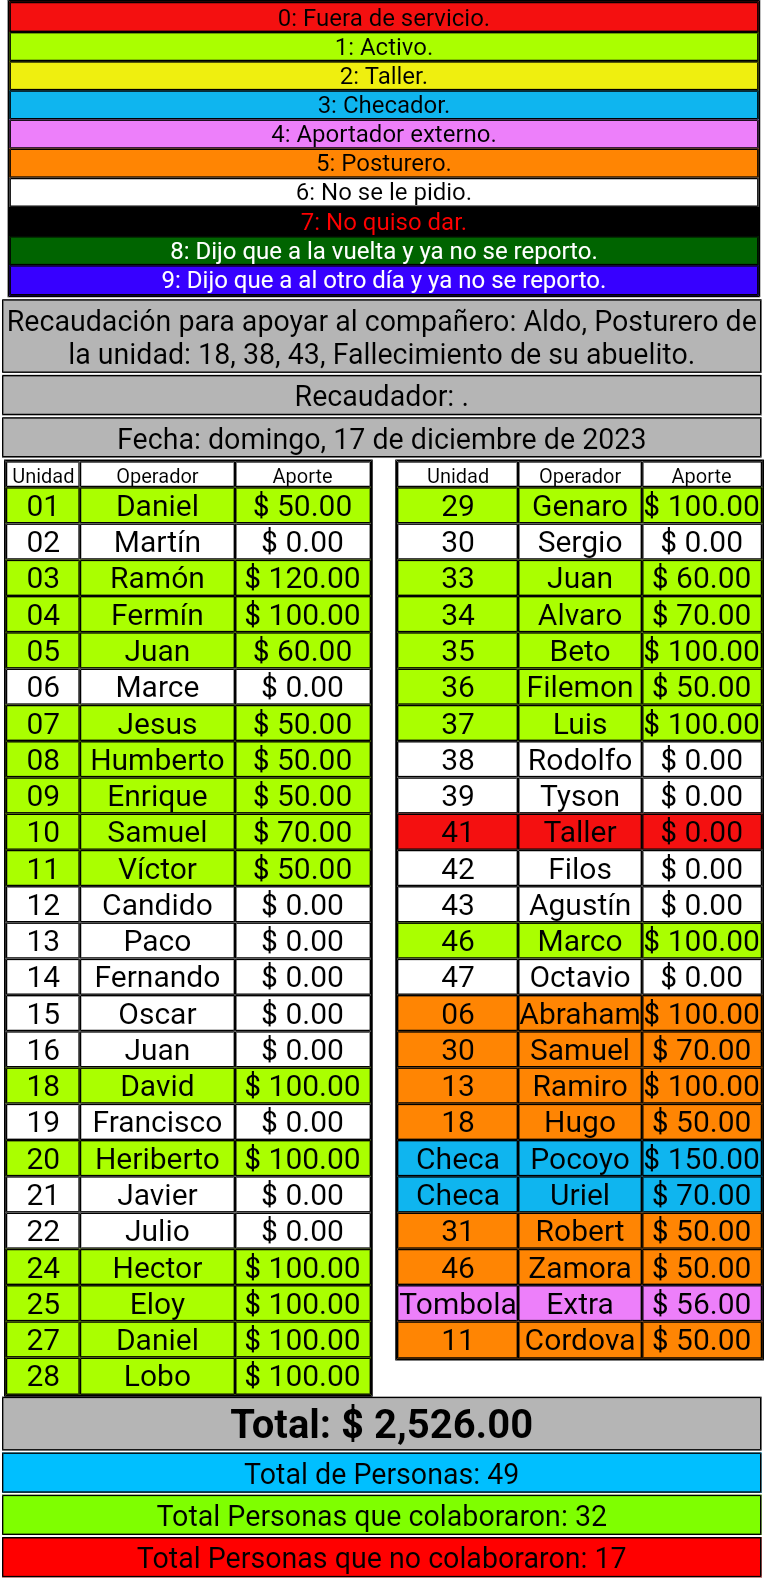 0: Fuera de servicio.
1: Activo.
2: Taller.
3: Checador.
4: Aportador externo.
5: Posturero.
6: No se le pidio.
7: No quiso dar.
8: Dijo que a la vuelta y ya no se reporto.
9: Dijo que a al otro día y ya no se reporto.
Recaudación para apoyar al compañero: Aldo, Posturero de
la unidad: 18, 38, 43, Fallecimiento de su abuelito.
Recaudador: .
Fecha: domingo, 17 de diciembre de 2023
Unidad Operador Aporte
01 Daniel $ 50.00
02 Martín $ 0.00
03 Ramón $ 120.00
04 Fermín $ 100.00
05 Juan $ 60.00
06 Marce $ 0.00
07 Jesus $ 50.00
08 Humberto $ 50.00
09 Enrique $ 50.00
10 Samuel $ 70.00
11 Víctor $ 50.00
12 Candido $ 0.00
13 Paco $ 0.00
14 Fernando $ 0.00
15 Oscar $ 0.00
16 Juan $ 0.00
18 David $ 100.00
19 Francisco $ 0.00
20 Heriberto $ 100.00
21 Javier $ 0.00
22 Julio $ 0.00
24 Hector $ 100.00
25 Eloy $ 100.00
27 Daniel $ 100.00
28 Lobo $ 100.00
Unidad Operador Aporte
29 Genaro $ 100.00
30 Sergio $ 0.00
33 Juan $ 60.00
34 Alvaro $ 70.00
35 Beto $ 100.00
36 Filemon $ 50.00
37 Luis $ 100.00
38 Rodolfo $ 0.00
39 Tyson $ 0.00
41 Taller $ 0.00
42 Filos $ 0.00
43 Agustín $ 0.00
46 Marco $ 100.00
47 Octavio $ 0.00
06 Abraham $ 100.00
30 Samuel $ 70.00
13 Ramiro $ 100.00
18 Hugo $ 50.00
Checa Pocoyo $ 150.00
Checa Uriel $ 70.00
31 Robert $ 50.00
46 Zamora $ 50.00
Tombola Extra $ 56.00
11 Cordova $ 50.00
Total: $ 2,526.00
Total de Personas: 49
Total Personas que colaboraron: 32
Total Personas que no colaboraron: 17